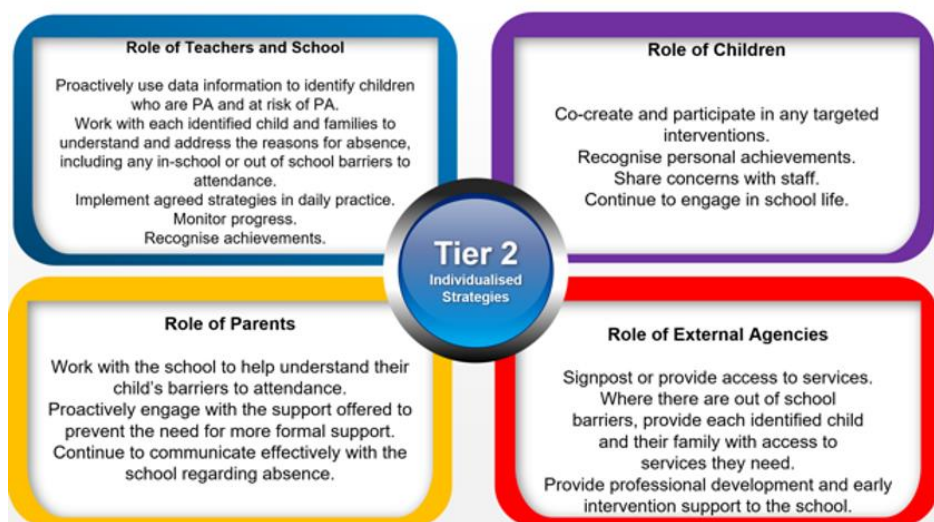 Role of Teachers and School
Proactively use data information to identify children
who are PA and at risk of PA.
Work with each identified child and families to
understand and address the reasons for absence,
including any in-school or out of school barriers to
attendance.
Implement agreed strategies in daily practice.
Monitor progress.
Recognise achievements.
Role of Children
Co-create and participate in any targeted
interventions.
Recognise personal achievements.
Share concerns with staff.
Continue to engage in school life.
Tier 2
Individualised
Strategies
Role of Parents
Work with the school to help understand their
child's barriers to attendance.
Proactively engage with the support offered to
prevent the need for more formal support.
Continue to communicate effectively with the
school regarding absence.
Role of External Agencies
Signpost or provide access to services.
Where there are out of school
barriers, provide each identified child
and their family with access to
services they need.
Provide professional development and early
intervention support to the school.